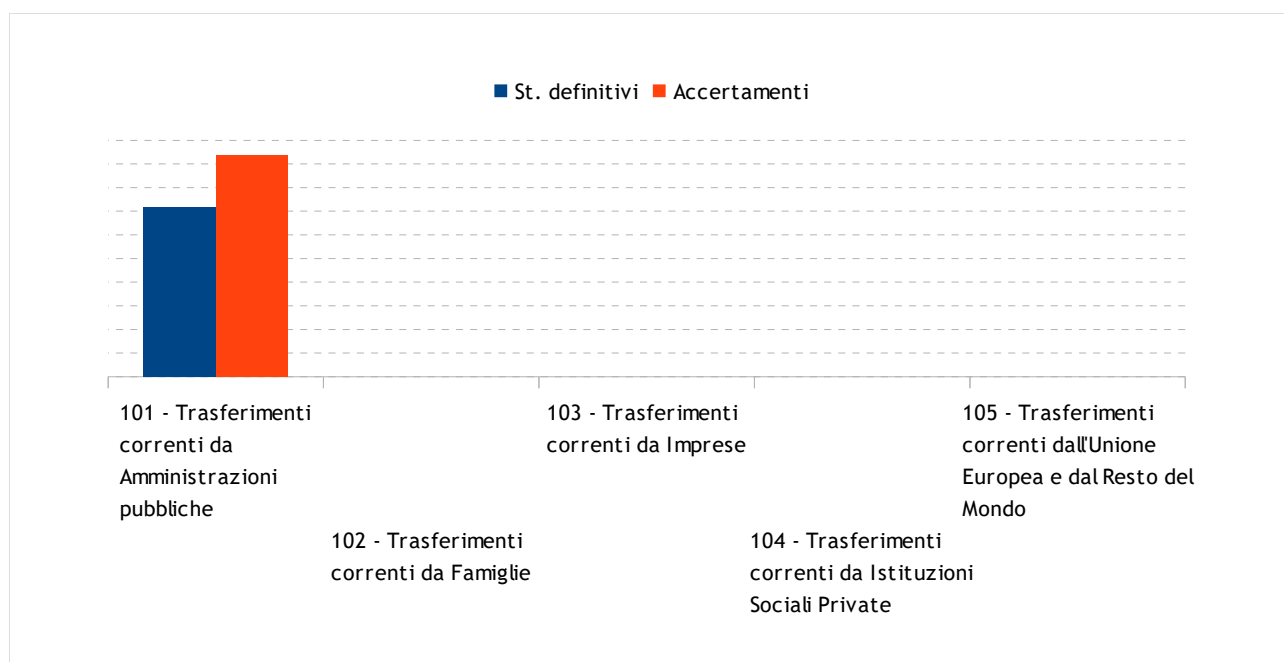 St. definitivi Accertamenti
101 - Trasferimenti
correnti da
Amministrazioni
pubbliche
102 - Trasferimenti
correnti da Famiglie
103 - Trasferimenti
correnti da Imprese
104 - Trasferimenti
correnti da Istituzioni
Sociali Private
105 - Trasferimenti
correnti dall'Unione
Europea e dal Resto del
Mondo